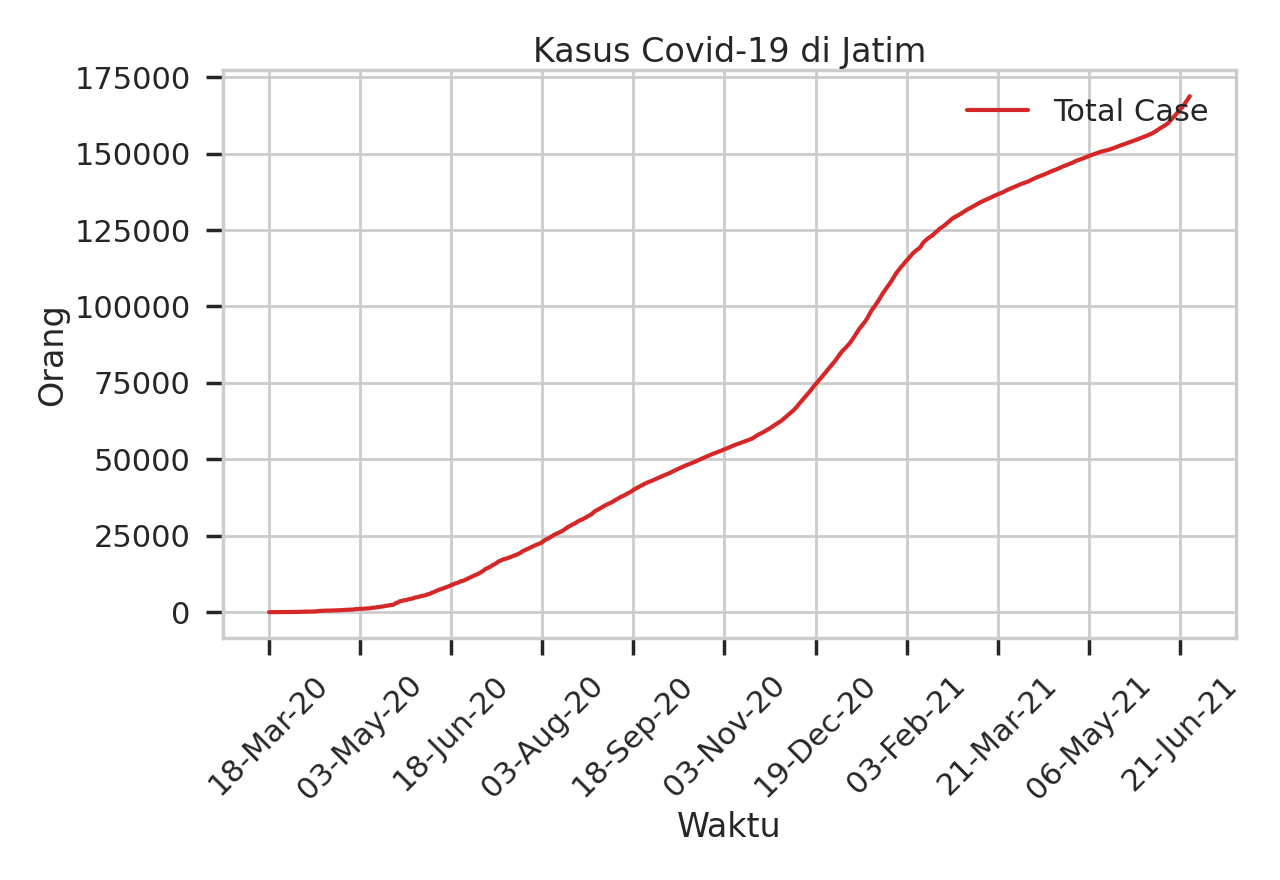 Kasus Covid-19 di Jatim
Total Case
175000
150000
125000
100000
75000
50000
25000
0
Orang
18-Mar-20
03-May-20
18-Jun-20
03-Aug-20
18-Sep-20
03-Nov-20
19-Dec-20
03-Feb-21
21-Mar-21
06-May-21
21-Jun-21
Waktu